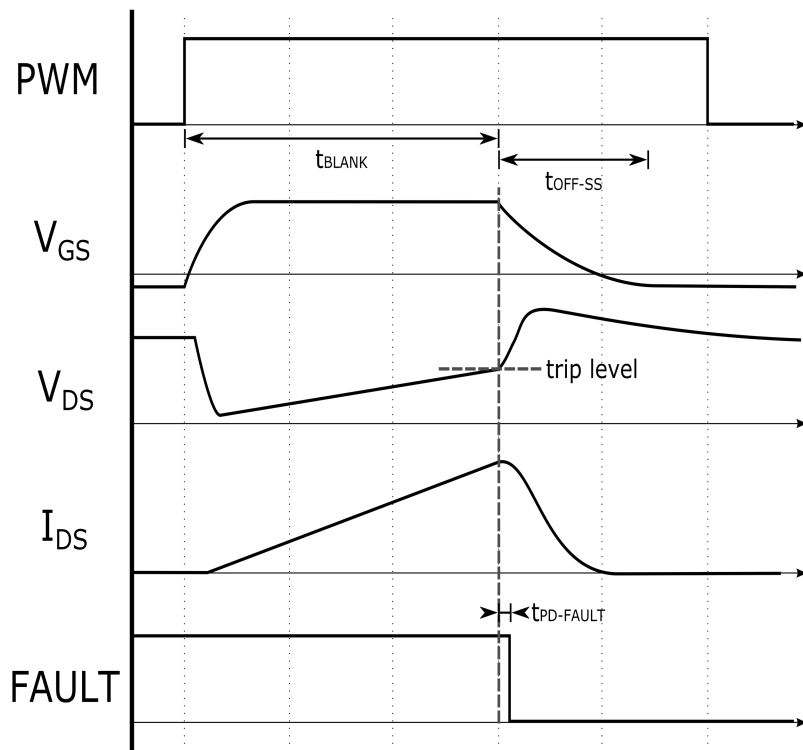 PWM
tBLANK
tOFF-SS
VGS
trip level
VDS
IDS
tPD-FAULT
FAULT